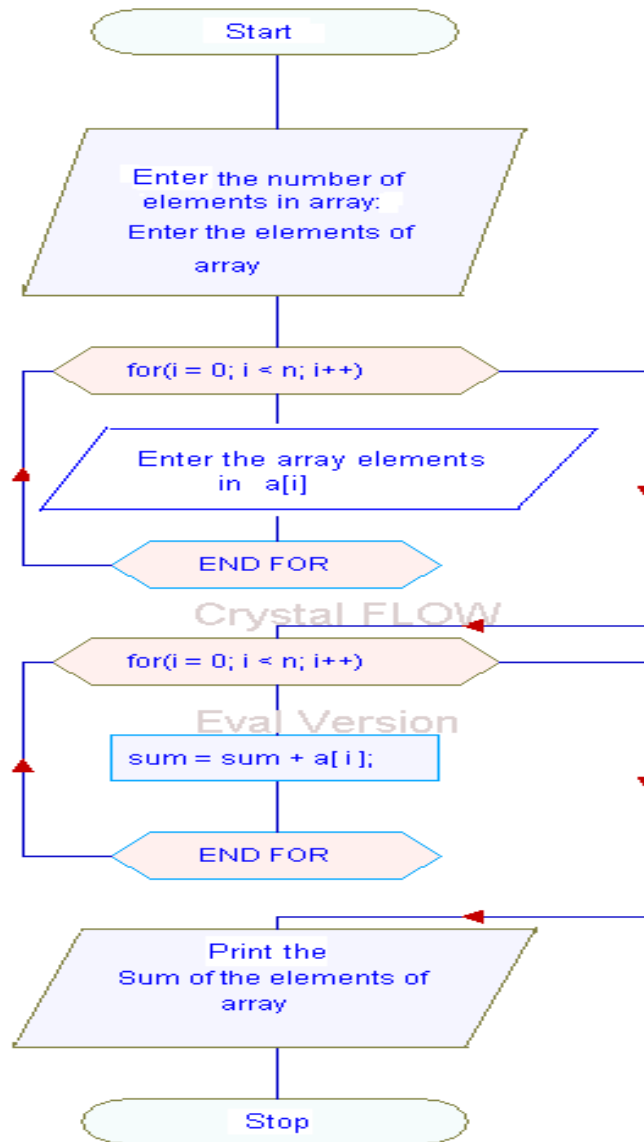 Start
Enter the number of
elements in array:
Enter the elements of
array
for(i = 0; i < n; i++)
Enter the array elements
in a[i]
END FOR
Crystal FLOW
for(i = 0; i < n; i++)
Eval Version
sum = sum + a[ i ];
END FOR
Print the
Sum of the elements of
array
Stop